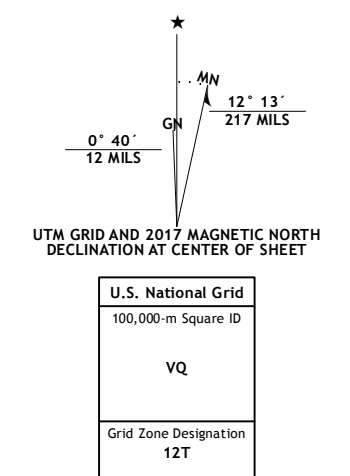 MN
12° 13´
217 MILS
GN
0° 40´
12 MILS
UTM GRID AND 2017 MAGNETIC NORTH
DECLINATION AT CENTER OF SHEET
U.S. National Grid
100,000-m Square ID
VQ
Grid Zone Designation
12T